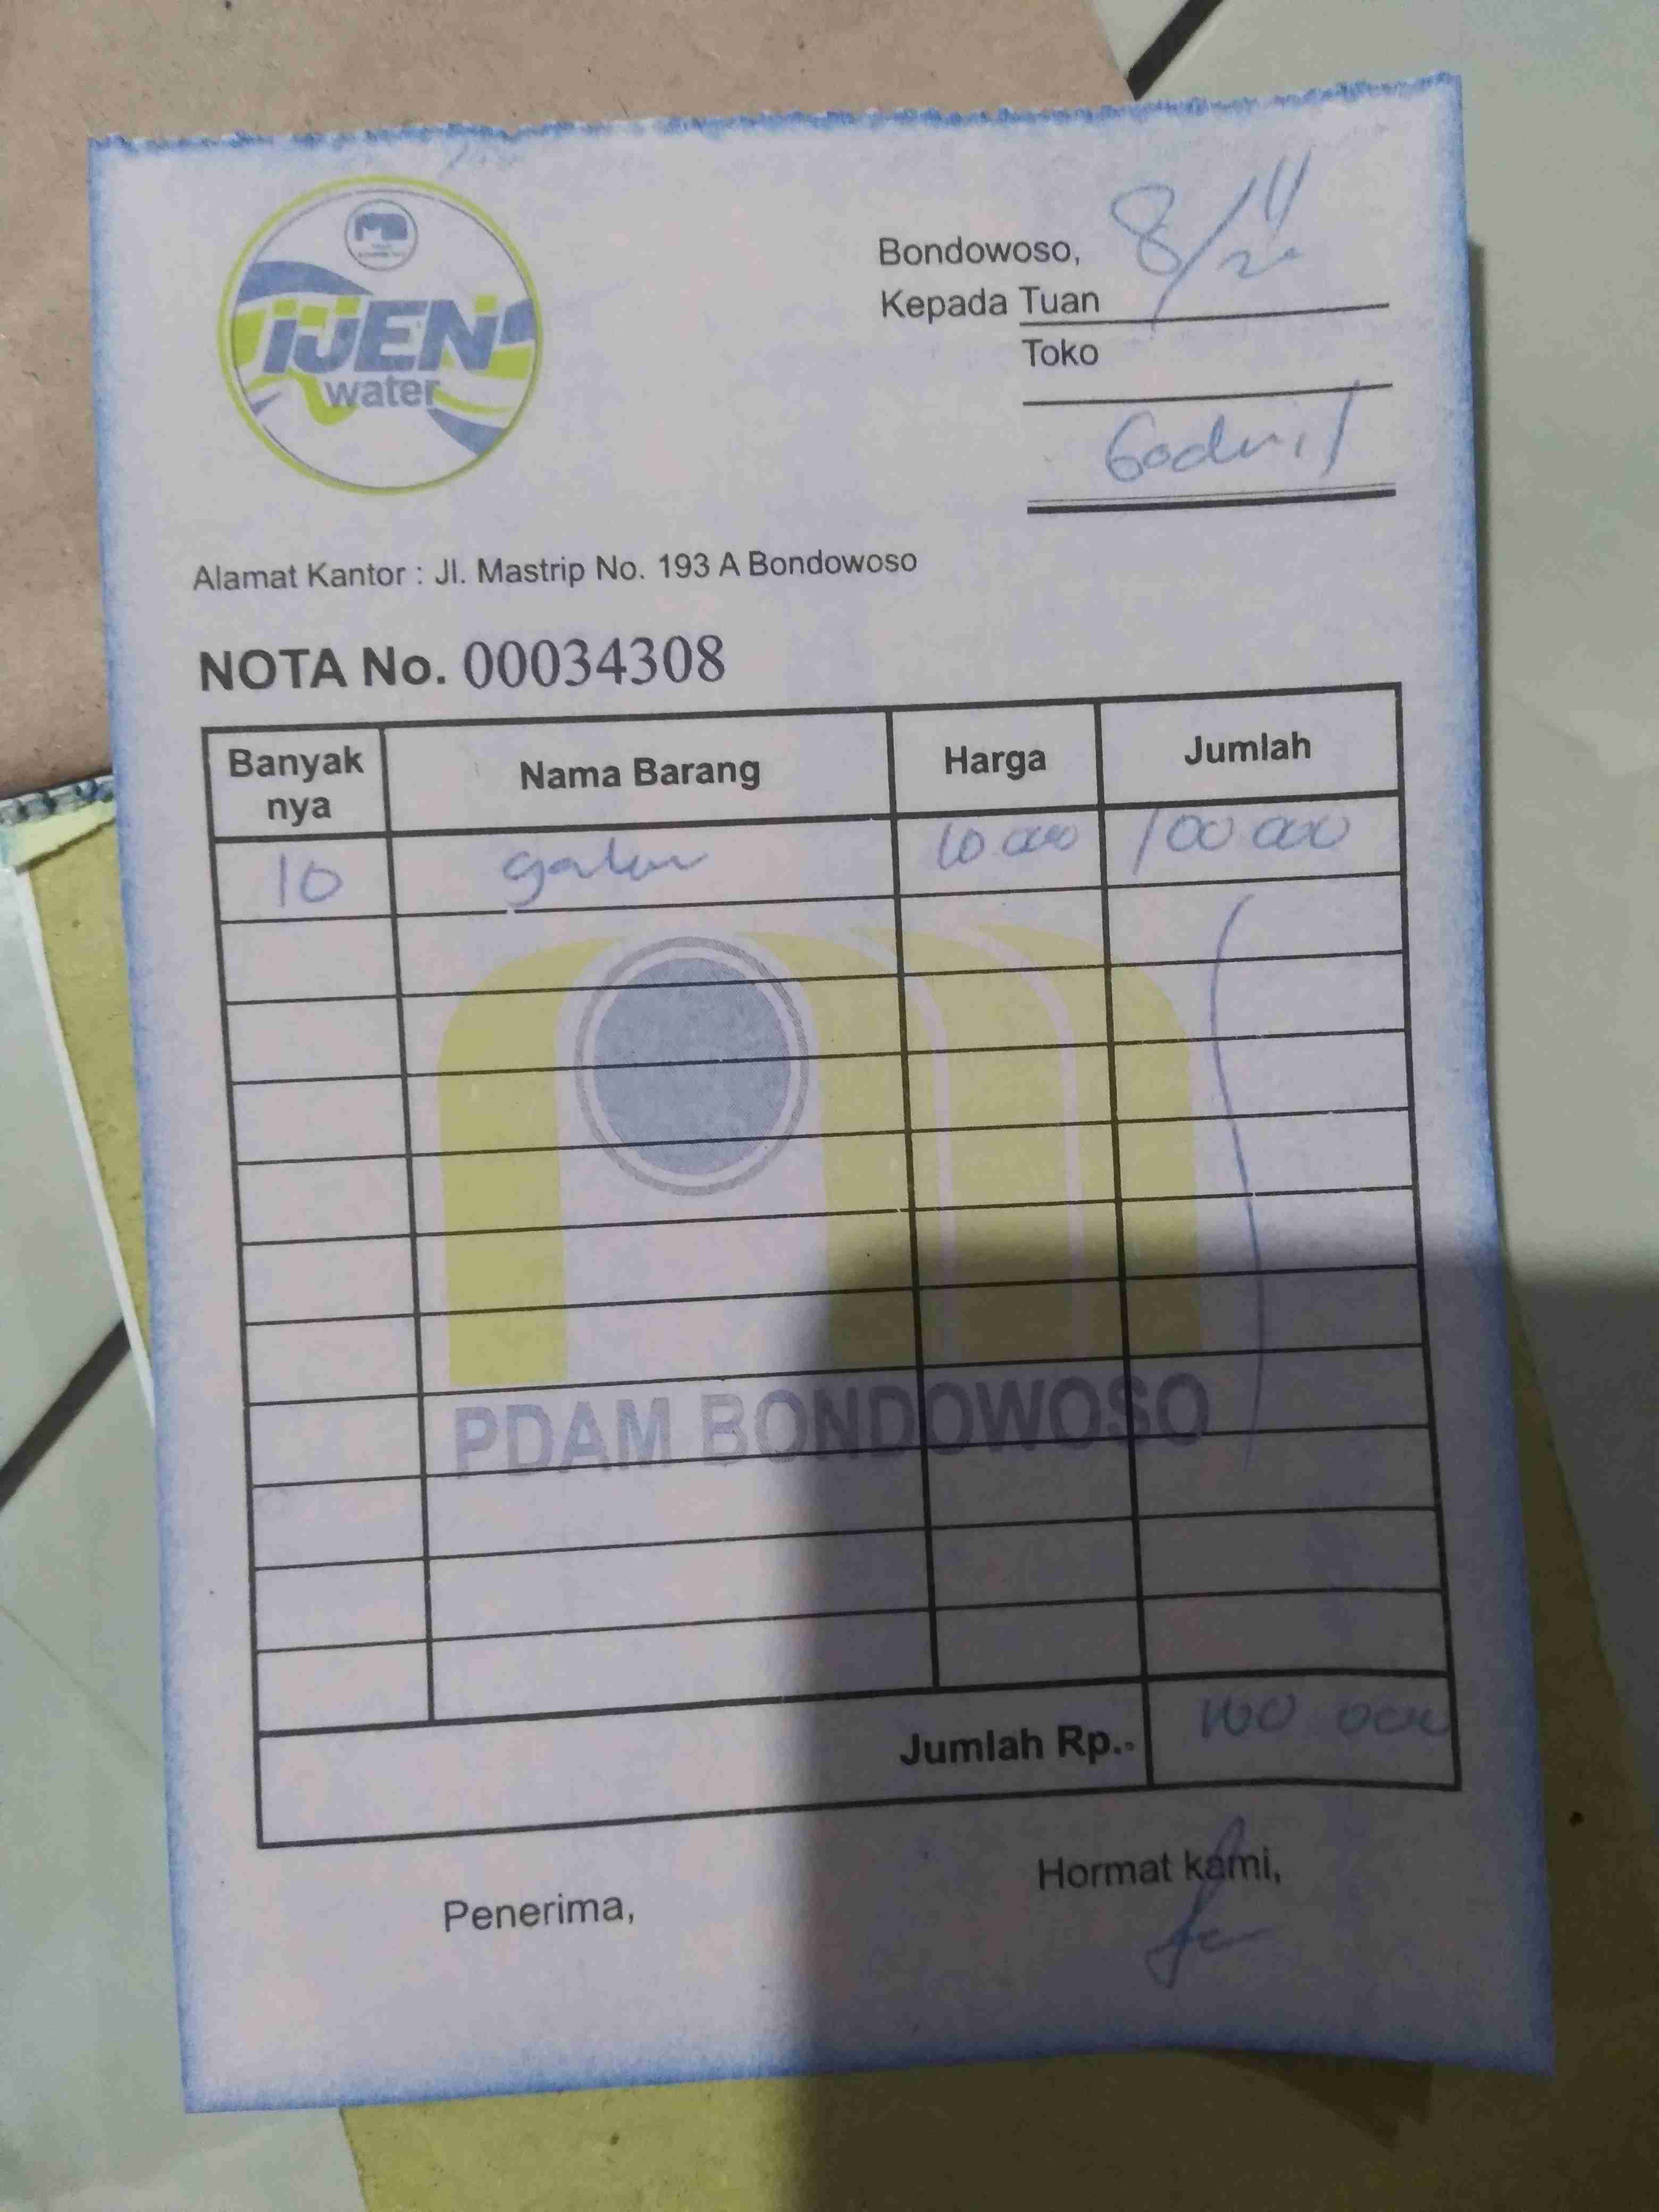 IJEN
water
Bondowoso, 8/11
Kepada Tuan
Toko
Alamat Kantor : Jl. Mastrip No. 193 A Bondowoso
NOTA No. 00034308
Banyak nya Nama Barang Harga Jumlah
10 galon 10 000 100 000
PDAM BONDOWOSO
Jumlah Rp.- 100 000
Penerima,
Hormat kami,